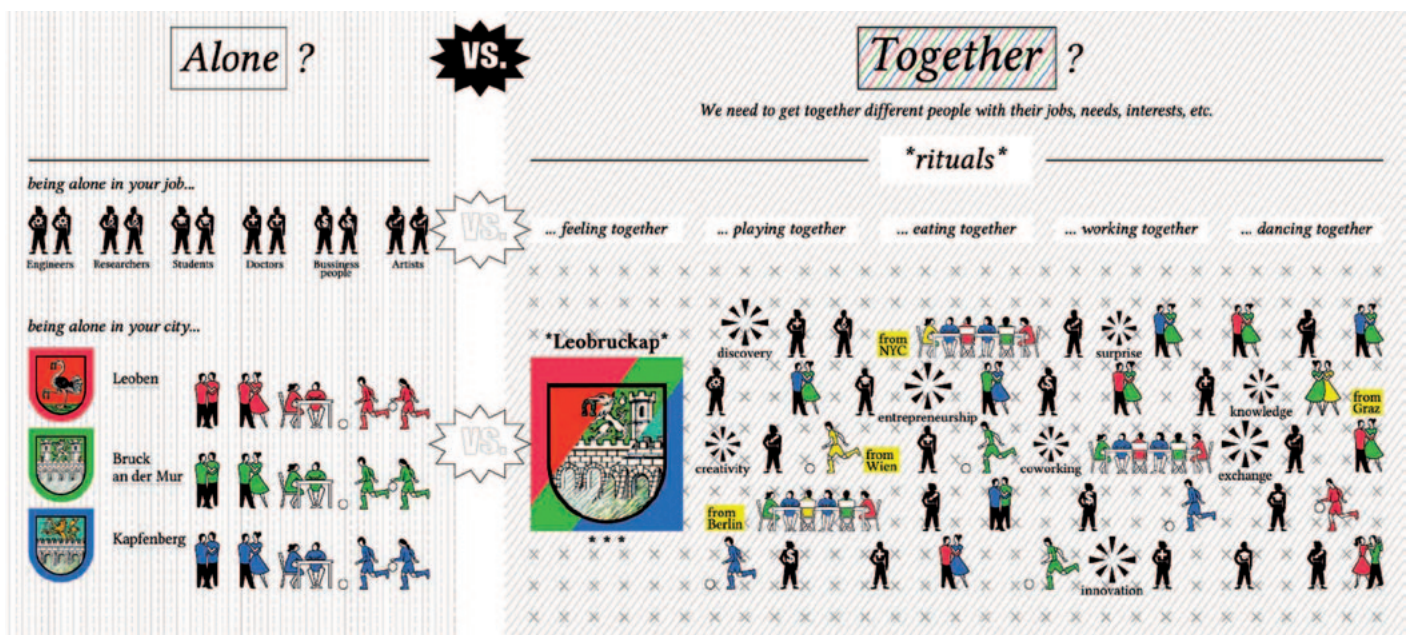 Alone ?
VS.
Together ?
We need to get together different people with their jobs, needs, interests, etc.
*rituals*
being alone in your job...
Engineers
Researchers
Students
Doctors
Bussiness
people
Artists
VS.
... feeling together
... playing together
... eating together
... working together
... dancing together
being alone in your city...
Leoben
Bruck
an der Mur
Kapfenberg
VS.
*Leobruckap*
* * *
discovery
from
NYC
surprise
entrepreneurship
knowledge
from
Graz
creativity
from
Wien
coworking
exchange
from
Berlin
innovation